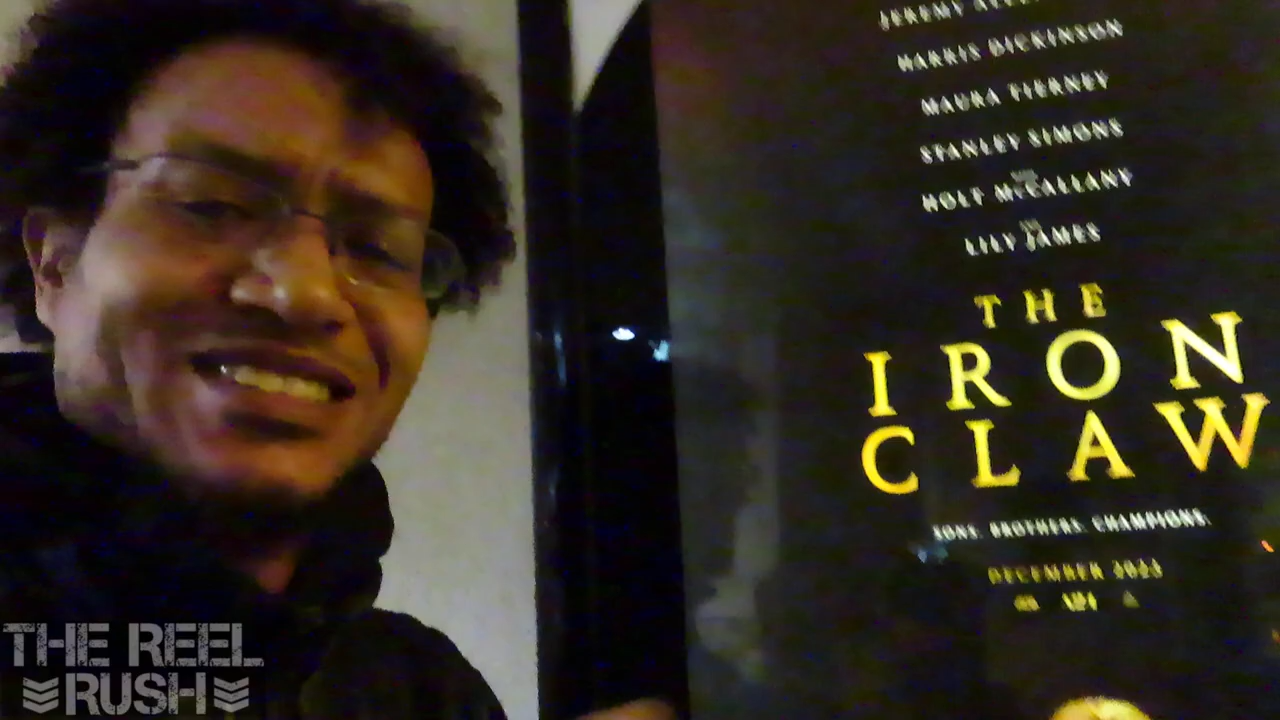 JEREMY
HARRIS DICKINSON
MAURA TIERNEY
STANLEY SIMONS
HOLT McCALLANY
LILY JAMES
THE
IRON
CLAW
SONS. BROTHERS. CHAMPIONS.
DECEMBER 2023
THE REEL
RUSH